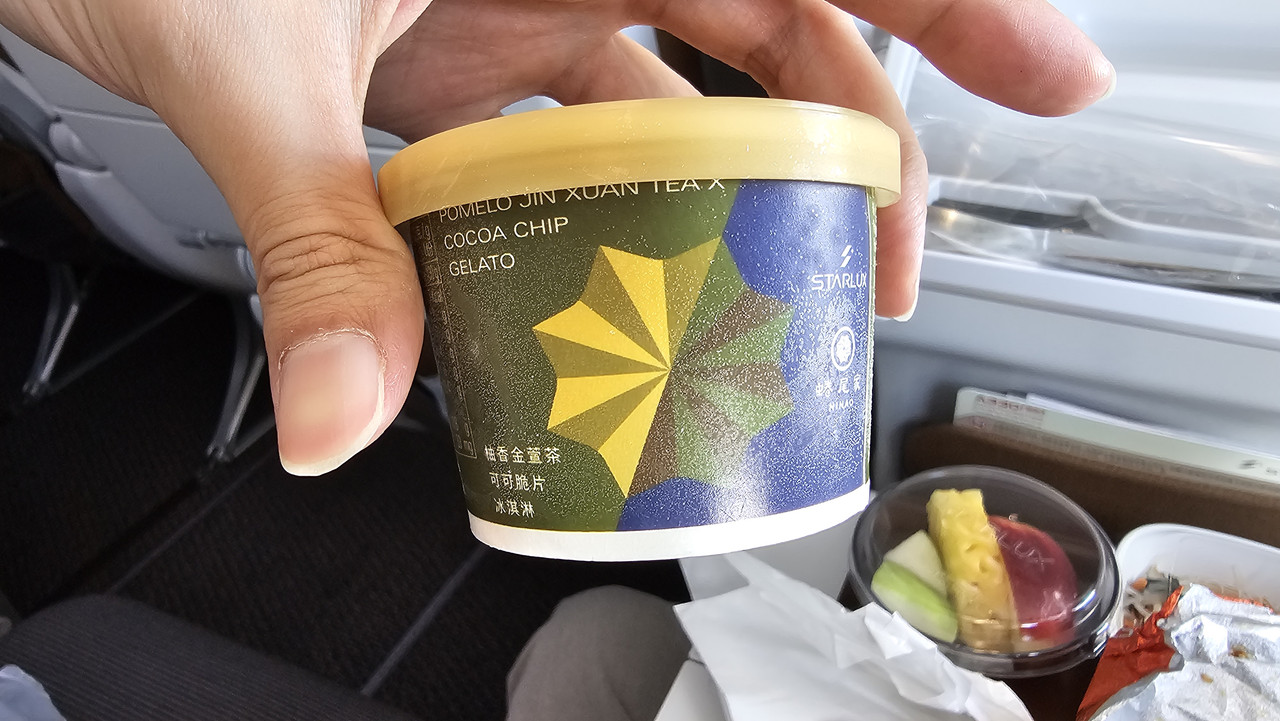 POMELO JIN XUAN TEA X
COCOA CHIP
GELATO
STARLUX
NINAO
柚香金萱茶
可可脆片
冰淇淋